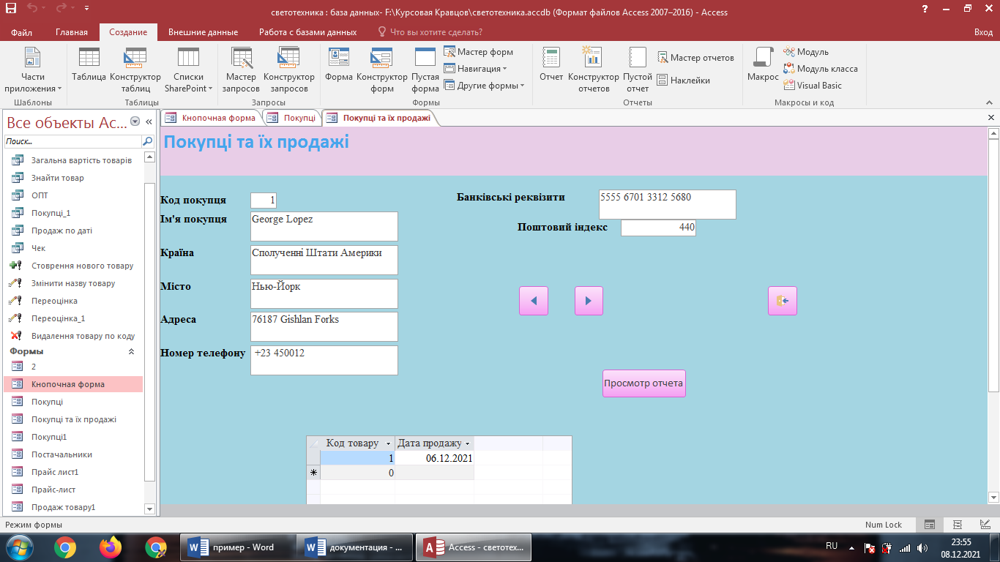 светотехника : база данных- F:\Курсовая Кравцов\светотехника.accdb (Формат файлов Access 2007–2016) - Access
Файл Главная Создание Внешние данные Работа с базами данных Что вы хотите сделать? Вход
Части приложения
Таблица
Конструктор таблиц
Списки SharePoint
Мастер запросов
Конструктор запросов
Форма
Конструктор форм
Пустая форма
Мастер форм
Навигация
Другие формы
Отчет
Конструктор отчетов
Пустой отчет
Мастер отчетов
Наклейки
Макрос
Модуль
Модуль класса
Visual Basic
Шаблоны Таблицы Запросы Формы Отчеты Макросы и код
Все объекты Ac...
Поиск...
Загальна вартість товарів
Знайти товар
ОПТ
Покупці_1
Продаж по даті
Чек
Стоврення нового товару
Змінити назву товару
Переоцінка
Переоцінка_1
Видалення товару по коду
Формы
2
Кнопочная форма
Покупці
Покупці та їх продажі
Покупці1
Постачальники
Прайс лист1
Прайс-лист
Продаж товару1
Кнопочная форма Покупці Покупці та їх продажі
Покупці та їх продажі
Код покупця 1
Ім'я покупця George Lopez
Країна Сполученні Штати Америки
Місто Нью-Йорк
Адреса 76187 Gishlan Forks
Номер телефону +23 450012
Банківські реквізити 5555 6701 3312 5680
Поштовий індекс 440
Просмотр отчета
Код товару Дата продажу
1 06.12.2021
0
Режим формы Num Lock
пример - Word
документация - ...
Access - светотех...
RU
23:55
08.12.2021